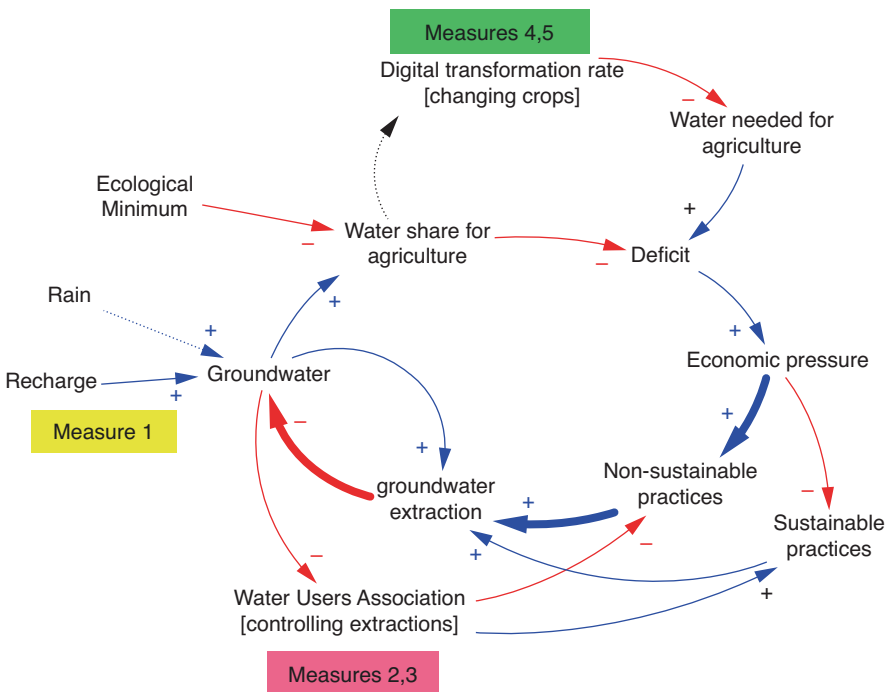 Measures 4,5
Digital transformation rate
[changing crops]
−
Water needed for
agriculture
Ecological
Minimum
−
+
Water share for
agriculture
−
Deficit
Rain
+
+
+
Economic pressure
Recharge
+
Groundwater
Measure 1
−
+
+
groundwater
extraction
+
Non-sustainable
practices
−
Sustainable
practices
−
+
−
+
Water Users Association
[controlling extractions]
Measures 2,3